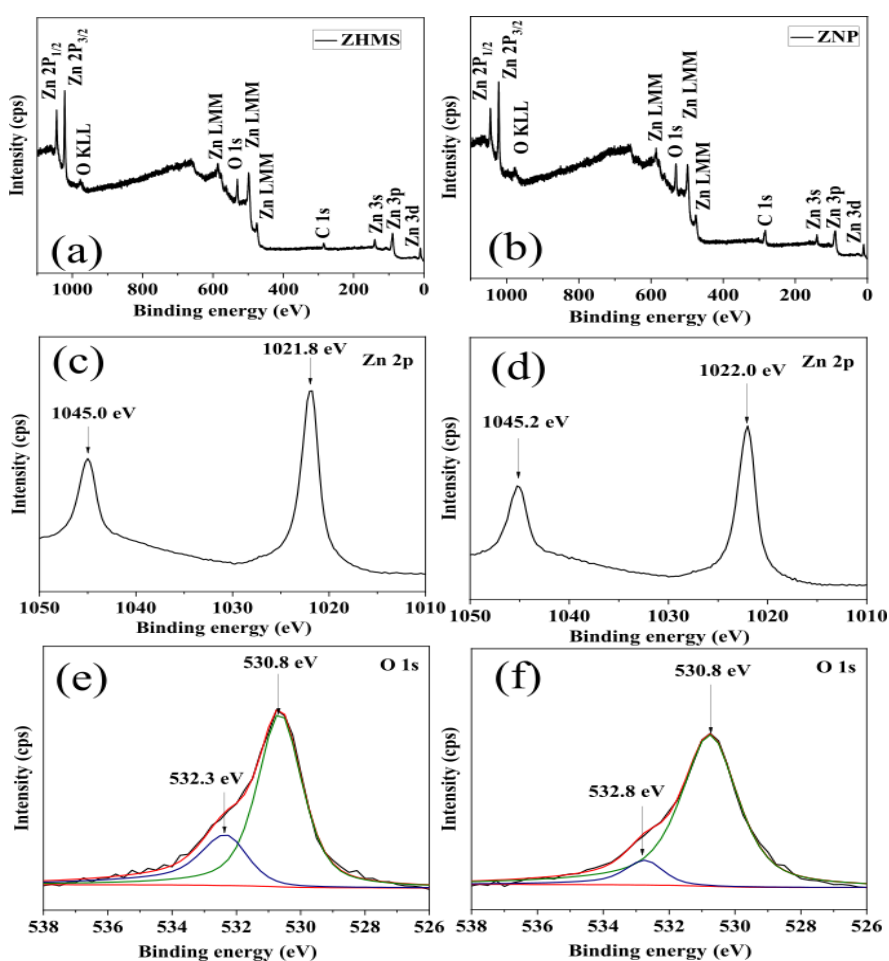 ZHMS
Zn 2P1/2
Zn 2P3/2
O KLL
Zn LMM
O 1s
Zn LMM
Zn LMM
C 1s
Zn 3s
Zn 3p
Zn 3d
(a)
Intensity (cps)
1000 800 600 400 200 0
Binding energy (eV)
ZNP
Zn 2P1/2
Zn 2P3/2
O KLL
Zn LMM
O 1s
Zn LMM
Zn LMM
C 1s
Zn 3s
Zn 3p
Zn 3d
(b)
Intensity (cps)
1000 800 600 400 200 0
Binding energy (eV)
(c)
1021.8 eV
Zn 2p
1045.0 eV
Intensity (cps)
1050 1040 1030 1020 1010
Binding energy (eV)
(d)
1022.0 eV
Zn 2p
1045.2 eV
Intensity (cps)
1050 1040 1030 1020 1010
Binding energy (eV)
(e)
530.8 eV
O 1s
532.3 eV
Intensity (cps)
538 536 534 532 530 528 526
Binding energy (eV)
(f)
530.8 eV
O 1s
532.8 eV
Intensity (cps)
538 536 534 532 530 528 526
Binding energy (eV)